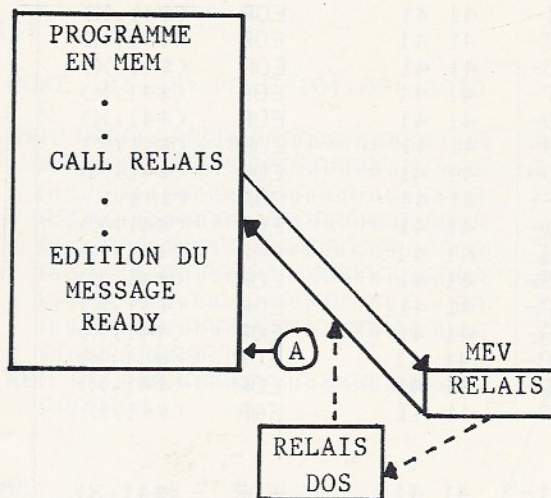 PROGRAMME
EN MEM
.
.
CALL RELAIS
.
.
EDITION DU
MESSAGE
READY
A
MEV
RELAIS
RELAIS
DOS